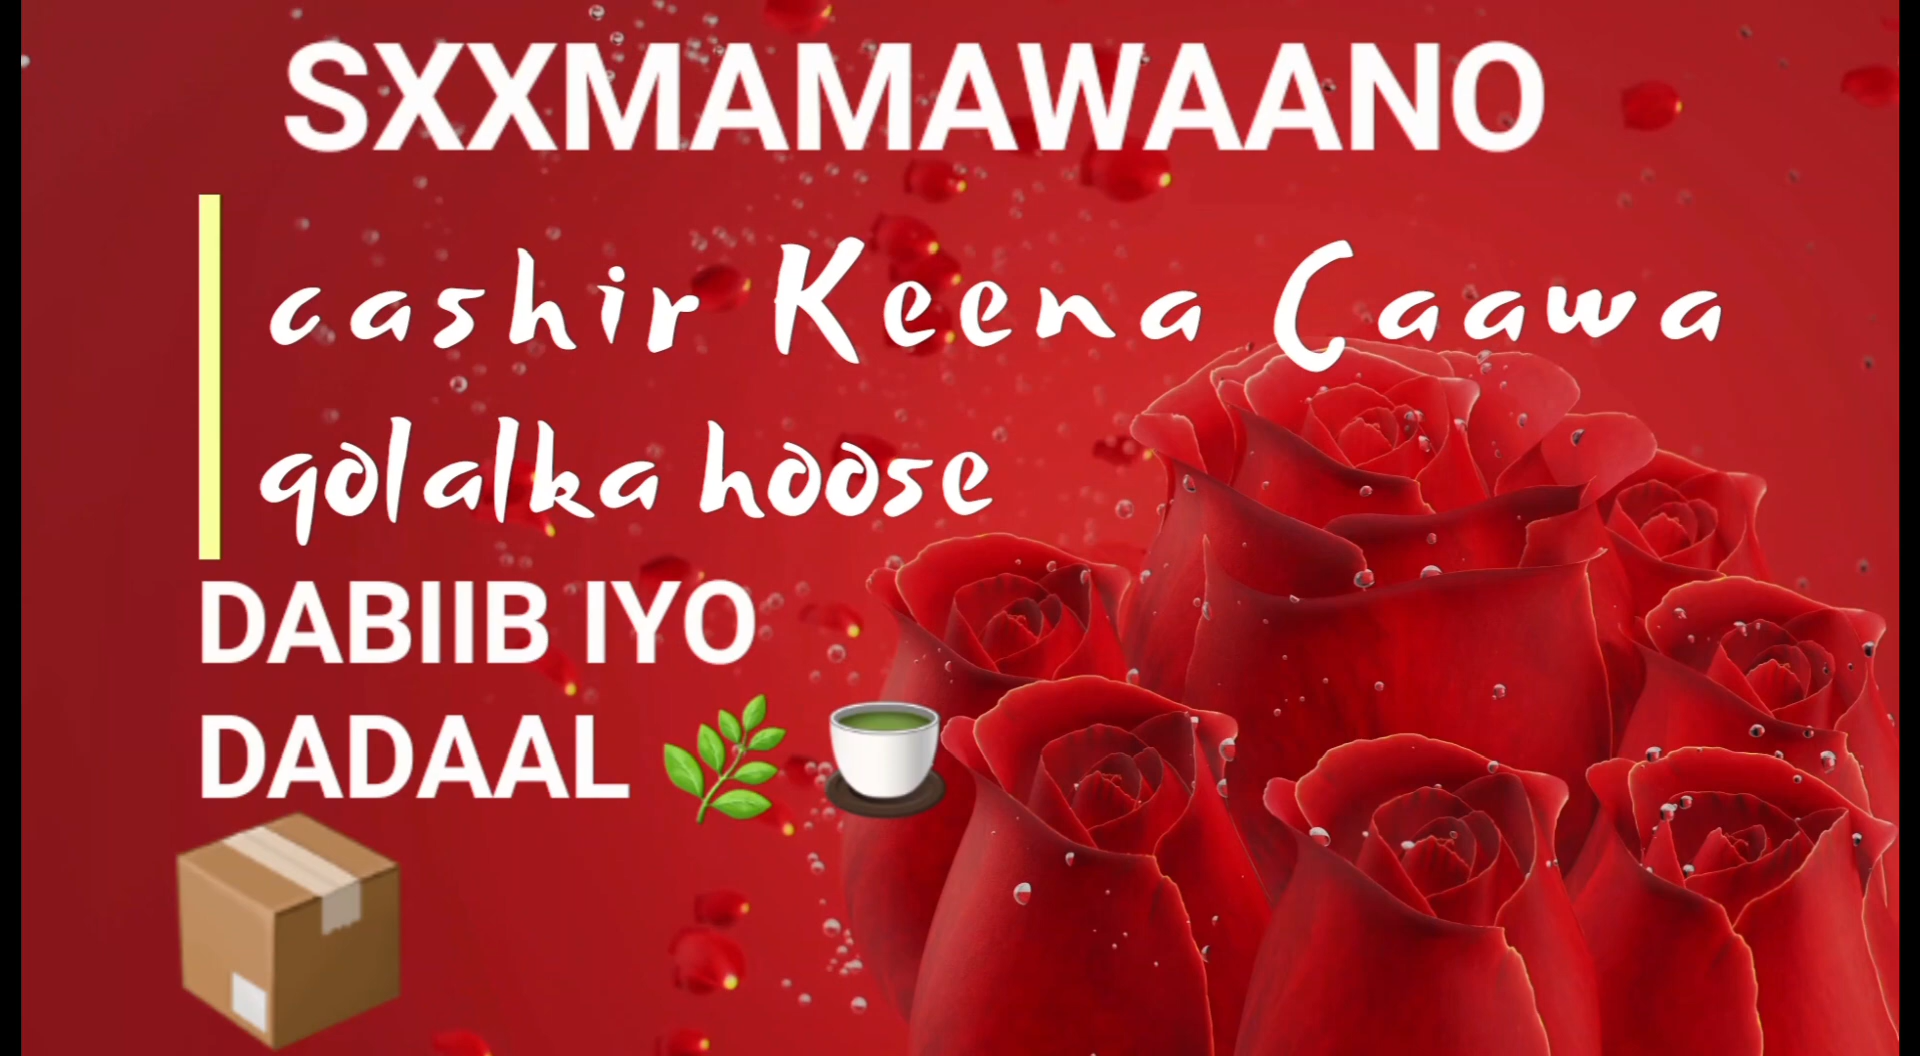 SXXMAMAWAANO
cashir Keena Caawa
qolalka hoose
DABIIB IYO
DADAAL